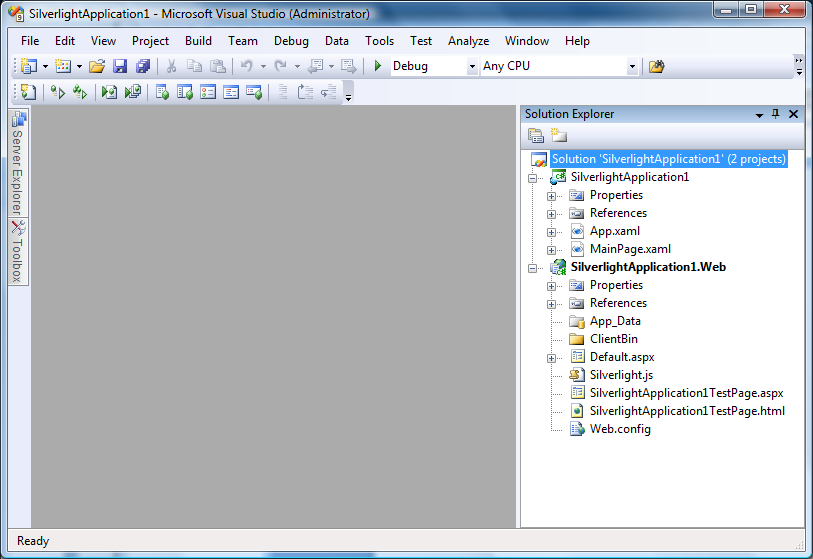 SilverlightApplication1 - Microsoft Visual Studio (Administrator)
File Edit View Project Build Team Debug Data Tools Test Analyze Window Help
Debug Any CPU
Server Explorer
Toolbox
Solution Explorer
Solution 'SilverlightApplication1' (2 projects)
SilverlightApplication1
Properties
References
App.xaml
MainPage.xaml
SilverlightApplication1.Web
Properties
References
App_Data
ClientBin
Default.aspx
Silverlight.js
SilverlightApplication1TestPage.aspx
SilverlightApplication1TestPage.html
Web.config
Ready